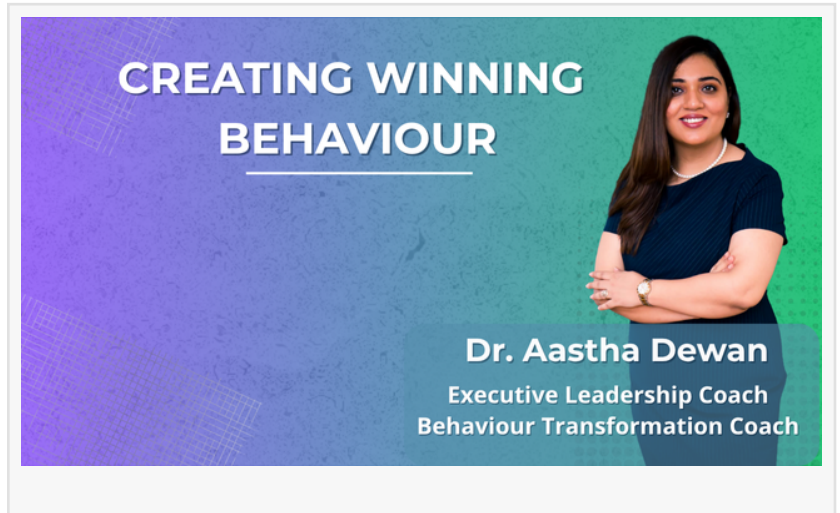 CREATING WINNING
BEHAVIOUR
Dr. Aastha Dewan
Executive Leadership Coach
Behaviour Transformation Coach